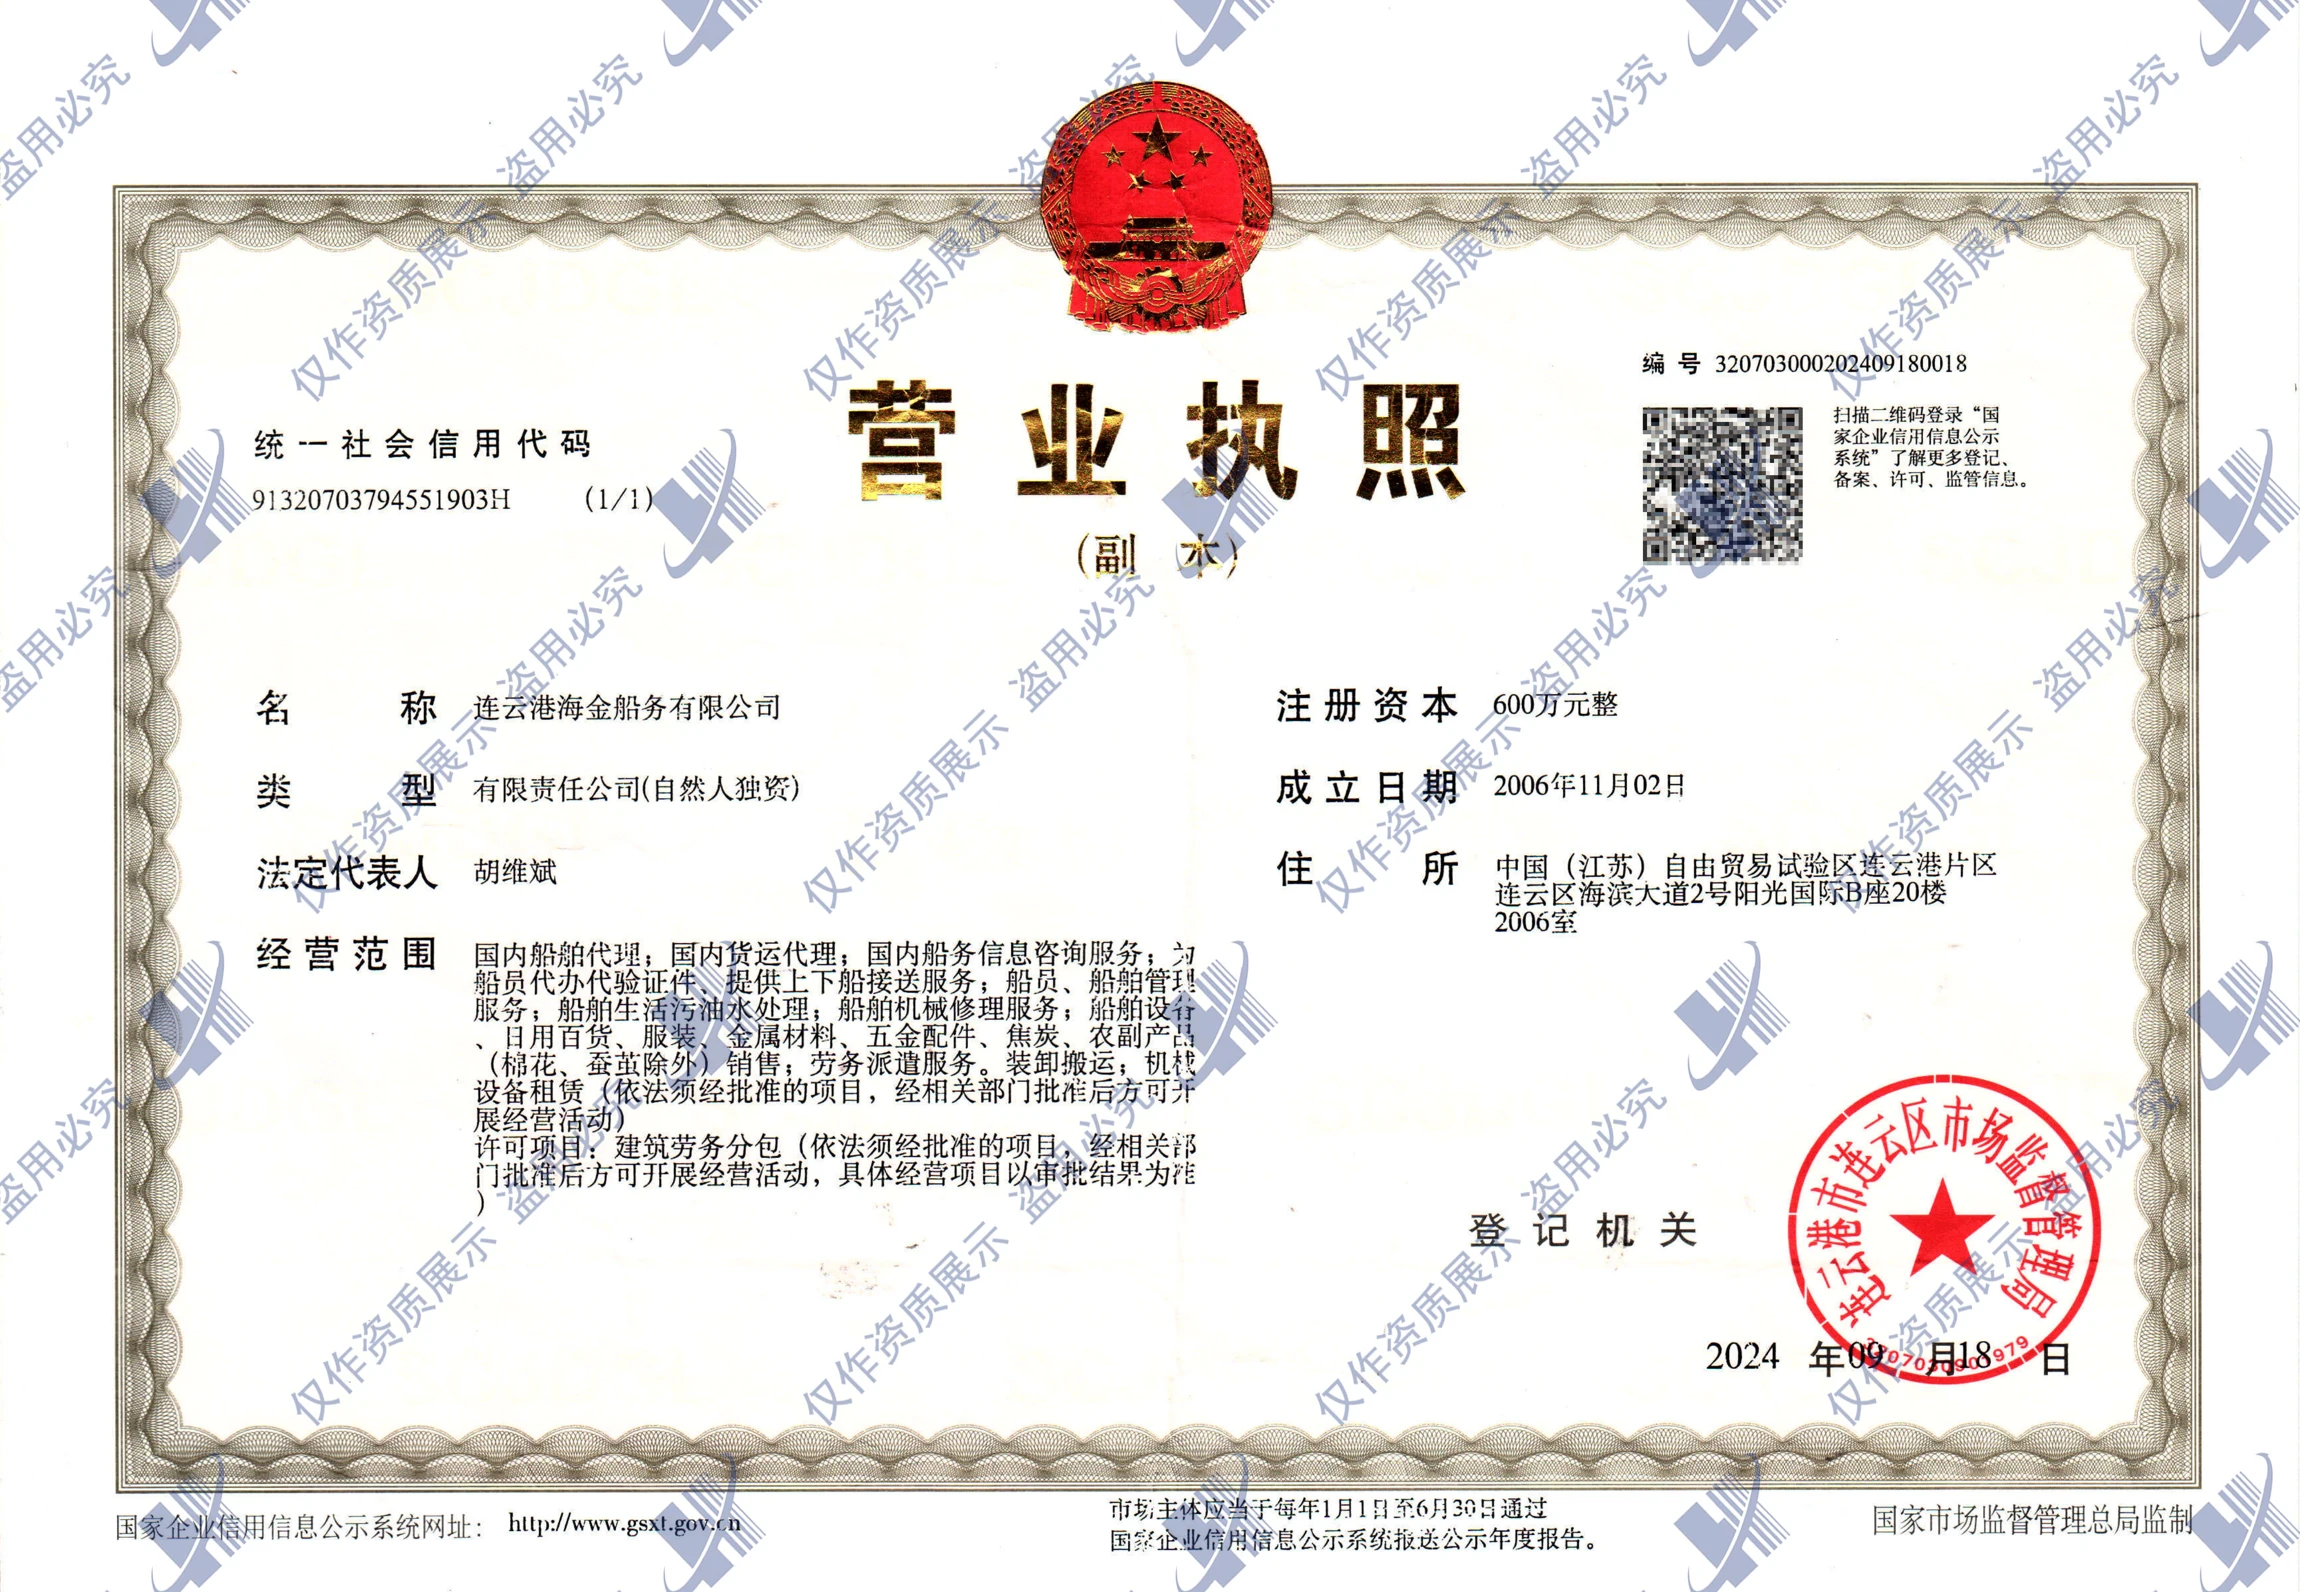 编号 320703000202409180018
营业执照
(副 本)
统一社会信用代码
91320703794551903H (1/1)
扫描二维码登录“国
家企业信用信息公示
系统”了解更多登记、
备案、许可、监管信息。
名称 连云港海金船务有限公司
类型 有限责任公司(自然人独资)
法定代表人 胡维斌
经营范围 国内船舶代理；国内货运代理；国内船务信息咨询服务；为
船员代办代验证件、提供上下船接送服务；船员、船舶管理
服务；船舶生活污油水处理；船舶机械修理服务；船舶设备
、日用百货、服装、金属材料、五金配件、焦炭、农副产品
（棉花、蚕茧除外）销售；劳务派遣服务。装卸搬运；机械
设备租赁（依法须经批准的项目，经相关部门批准后方可开
展经营活动）
许可项目：建筑劳务分包（依法须经批准的项目，经相关部
门批准后方可开展经营活动，具体经营项目以审批结果为准
）
注册资本 600万元整
成立日期 2006年11月02日
住所 中国（江苏）自由贸易试验区连云港片区
连云区海滨大道2号阳光国际B座20楼
2006室
登记机关
连云港市连云区市场监督管理局
3207030901979
2024 年09 月18 日
国家企业信用信息公示系统网址： http://www.gsxt.gov.cn
市场主体应当于每年1月1日至6月30日通过
国家企业信用信息公示系统报送公示年度报告。
国家市场监督管理总局监制
仅作资质展示 盗用必究